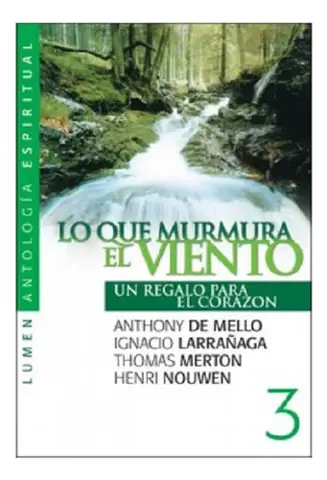 LUMEN ANTOLOGÍA ESPIRITUAL
LO QUE MURMURA
EL VIENTO
UN REGALO PARA
EL CORAZON
ANTHONY DE MELLO
IGNACIO LARRAÑAGA
THOMAS MERTON
HENRI NOUWEN
3